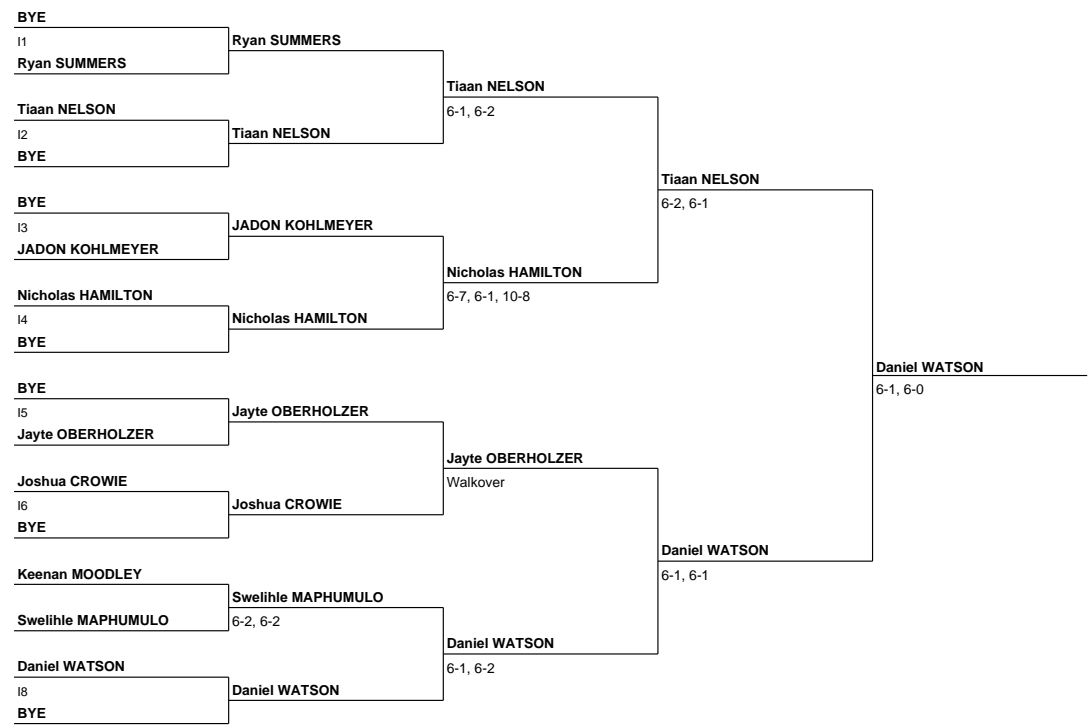 BYE
I1
Ryan SUMMERS
Ryan SUMMERS
Tiaan NELSON
6-1, 6-2
Tiaan NELSON
I2
BYE
Tiaan NELSON
Tiaan NELSON
6-2, 6-1
BYE
I3
JADON KOHLMEYER
JADON KOHLMEYER
Nicholas HAMILTON
6-7, 6-1, 10-8
Nicholas HAMILTON
I4
BYE
Nicholas HAMILTON
Daniel WATSON
6-1, 6-0
BYE
I5
Jayte OBERHOLZER
Jayte OBERHOLZER
Jayte OBERHOLZER
Walkover
Joshua CROWIE
I6
BYE
Joshua CROWIE
Daniel WATSON
6-1, 6-1
Keenan MOODLEY
Swelihle MAPHUMULO
Swelihle MAPHUMULO
6-2, 6-2
Daniel WATSON
6-1, 6-2
Daniel WATSON
I8
BYE
Daniel WATSON